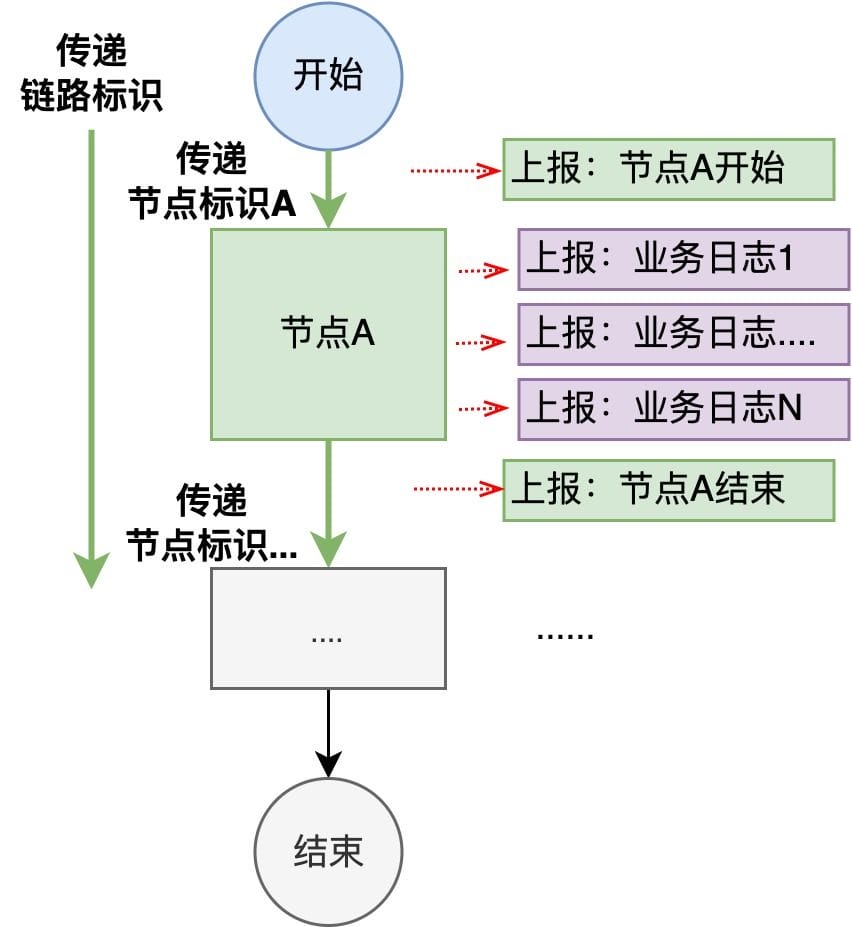 传递
链路标识
开始
传递
节点标识A
上报：节点A开始
节点A
上报：业务日志1
上报：业务日志....
上报：业务日志N
上报：节点A结束
传递
节点标识...
....
......
结束